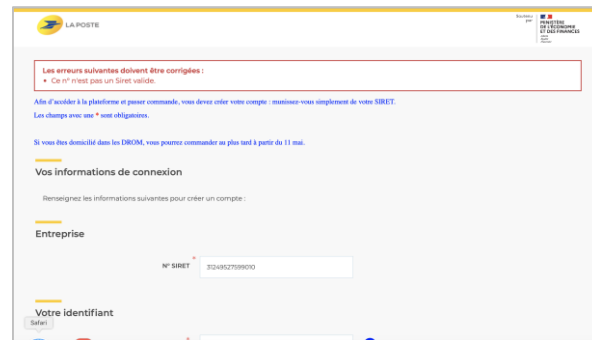 LA POSTE
Soutenu par
MINISTÈRE
DE L'ÉCONOMIE
ET DES FINANCES
Les erreurs suivantes doivent être corrigées :
• Ce n° n'est pas un Siret valide.
Afin d'accéder à la plateforme et passer commande, vous devez créer votre compte : munissez-vous simplement de votre SIRET.
Les champs avec une * sont obligatoires.
Si vous êtes domicilié dans les DROM, vous pourrez commander au plus tard à partir du 11 mai.
Vos informations de connexion
Renseignez les informations suivantes pour créer un compte :
Entreprise
N° SIRET * 31249527599010
Votre identifiant
Safari
*